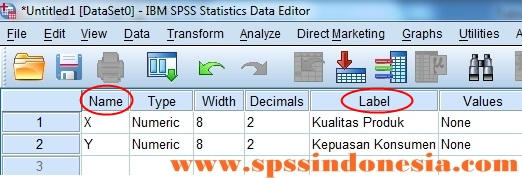 *Untitled1 [DataSet0] - IBM SPSS Statistics Data Editor
File Edit View Data Transform Analyze Direct Marketing Graphs Utilities A
Name Type Width Decimals Label Values
1 X Numeric 8 2 Kualitas Produk None
2 Y Numeric 8 2 Kepuasan Konsumen None
3
www.spssindonesia.com